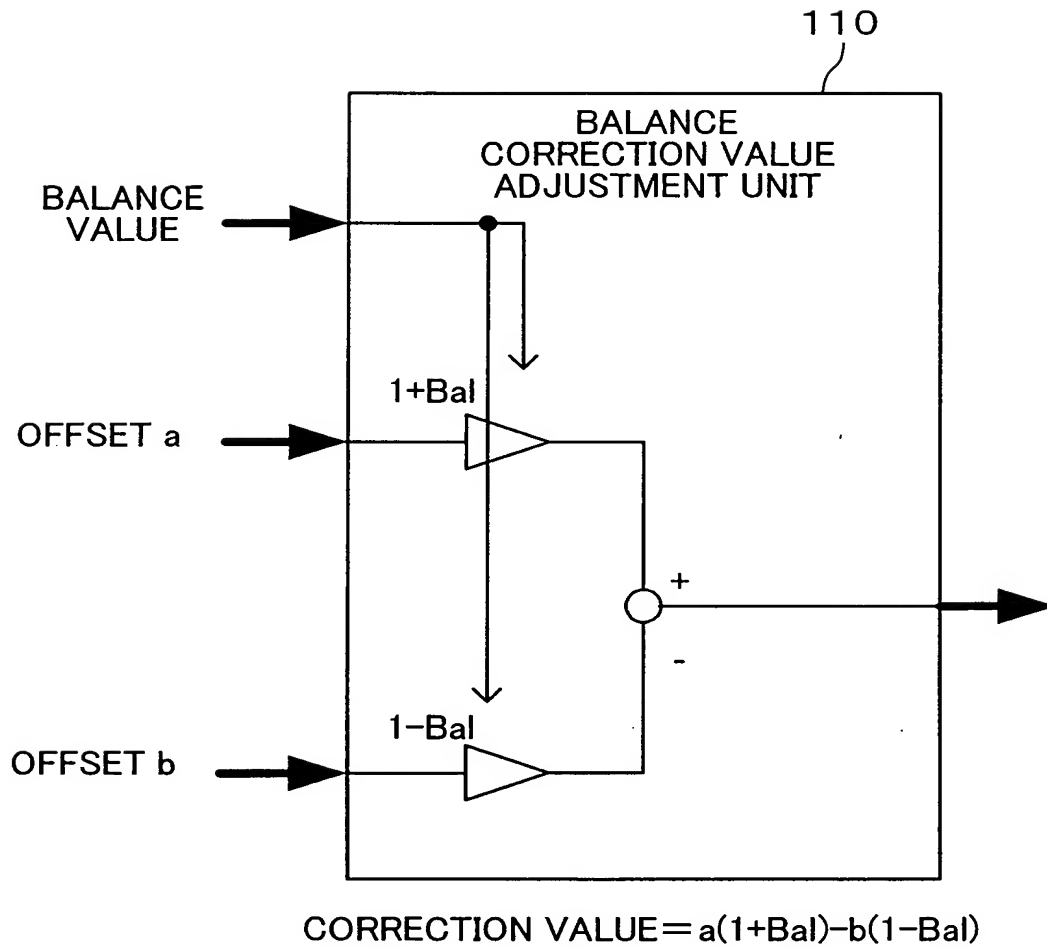 110
BALANCE
CORRECTION VALUE
ADJUSTMENT UNIT
BALANCE
VALUE
1+Bal
OFFSET a
+
-
1-Bal
OFFSET b
CORRECTION VALUE=a(1+Bal)-b(1-Bal)